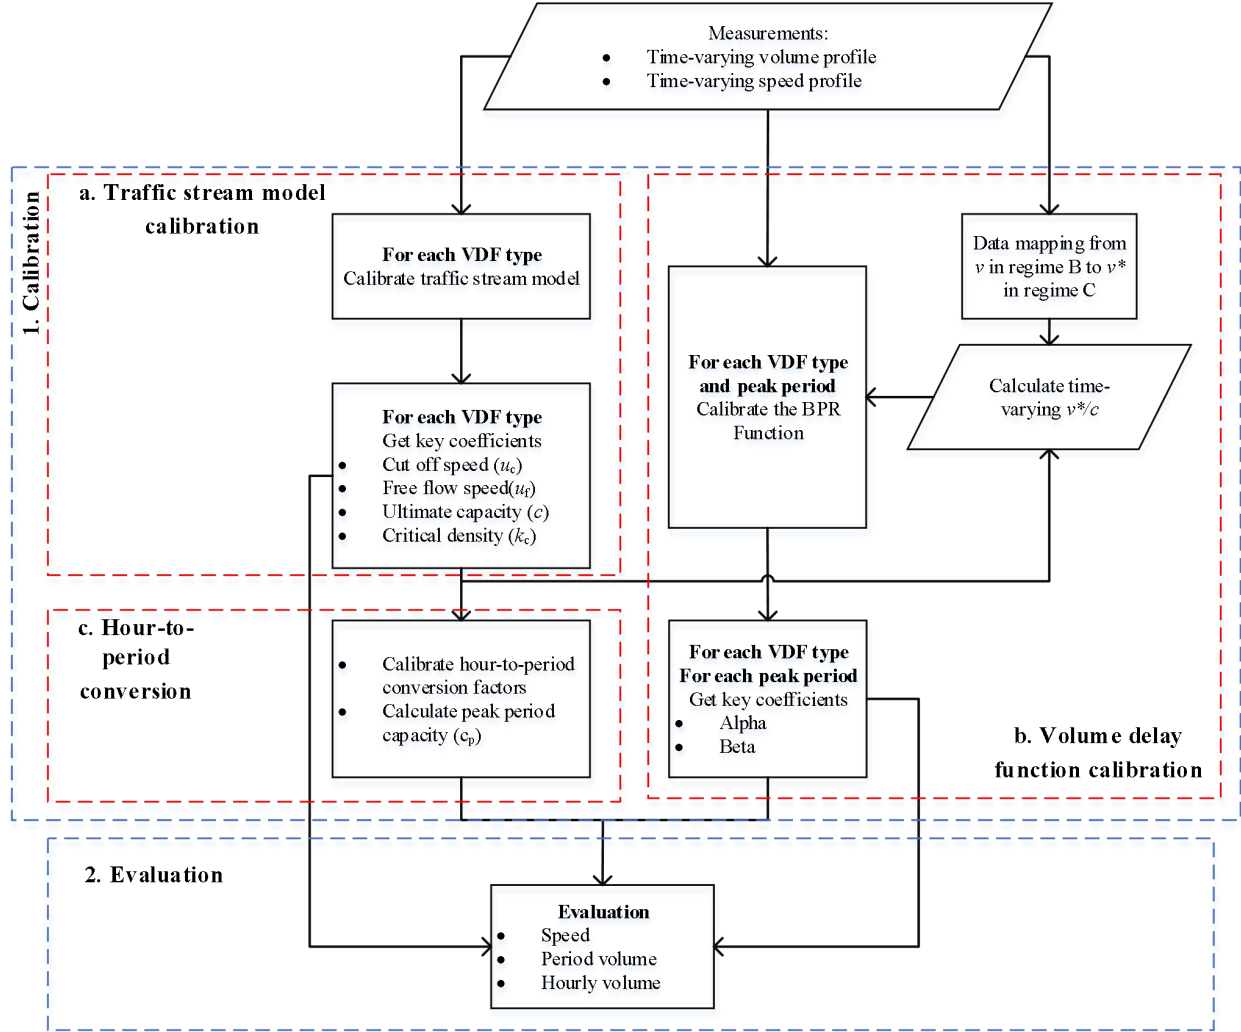 Measurements:
● Time-varying volume profile
● Time-varying speed profile
1. Calibration
a. Traffic stream model
calibration
For each VDF type
Calibrate traffic stream model
For each VDF type
Get key coefficients
● Cut off speed (uc)
● Free flow speed(uf)
● Ultimate capacity (c)
● Critical density (kc)
Data mapping from
v in regime B to v*
in regime C
Calculate time-
varying v*/c
For each VDF type
and peak period
Calibrate the BPR
Function
c. Hour-to-
period
conversion
● Calibrate hour-to-period
conversion factors
● Calculate peak period
capacity (cp)
For each VDF type
For each peak period
Get key coefficients
● Alpha
● Beta
b. Volume delay
function calibration
2. Evaluation
Evaluation
● Speed
● Period volume
● Hourly volume